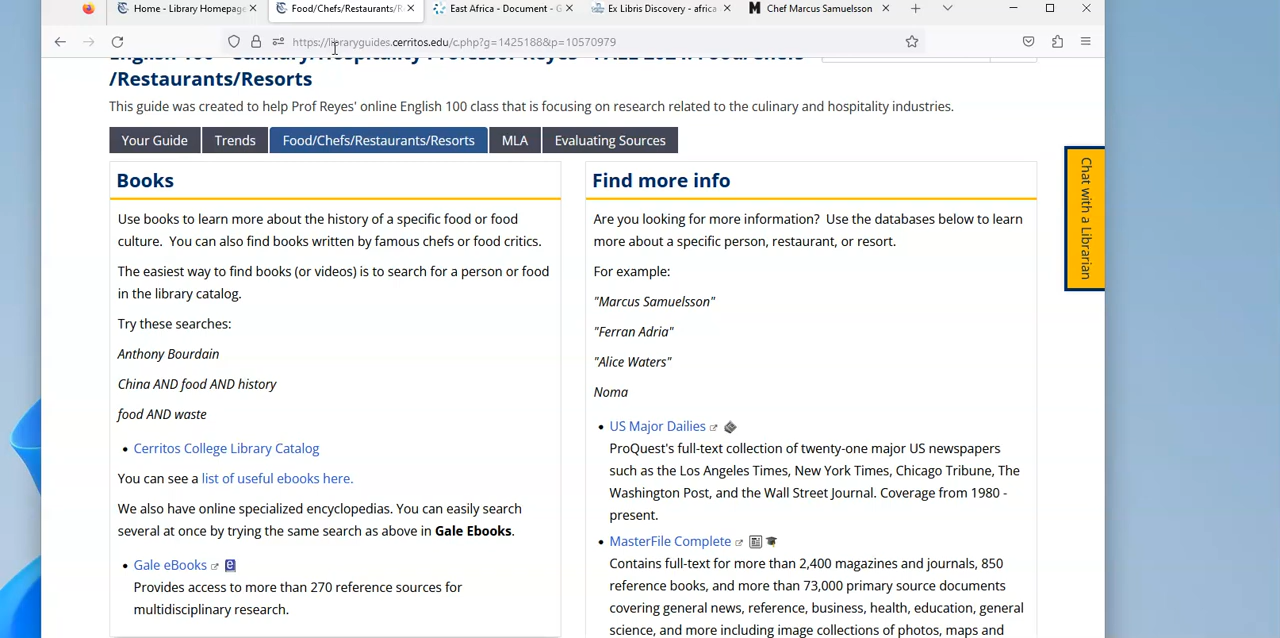 Home - Library Homepage
Food/Chefs/Restaurants/R
East Africa - Document - G
Ex Libris Discovery - africa
Chef Marcus Samuelsson
https://libraryguides.cerritos.edu/c.php?g=1425188&p=10570979
/Restaurants/Resorts
This guide was created to help Prof Reyes' online English 100 class that is focusing on research related to the culinary and hospitality industries.
Your Guide
Trends
Food/Chefs/Restaurants/Resorts
MLA
Evaluating Sources
Books
Use books to learn more about the history of a specific food or food
culture.  You can also find books written by famous chefs or food critics.
The easiest way to find books (or videos) is to search for a person or food
in the library catalog.
Try these searches:
Anthony Bourdain
China AND food AND history
food AND waste
• Cerritos College Library Catalog
You can see a list of useful ebooks here.
We also have online specialized encyclopedias. You can easily search
several at once by trying the same search as above in Gale Ebooks.
• Gale eBooks
Provides access to more than 270 reference sources for
multidisciplinary research.
Find more info
Are you looking for more information?  Use the databases below to learn
more about a specific person, restaurant, or resort.
For example:
"Marcus Samuelsson"
"Ferran Adria"
"Alice Waters"
Noma
• US Major Dailies
ProQuest's full-text collection of twenty-one major US newspapers
such as the Los Angeles Times, New York Times, Chicago Tribune, The
Washington Post, and the Wall Street Journal. Coverage from 1980 -
present.
• MasterFile Complete
Contains full-text for more than 2,400 magazines and journals, 850
reference books, and more than 73,000 primary source documents
covering general news, reference, business, health, education, general
science, and more including image collections of photos, maps and
Chat with a Librarian